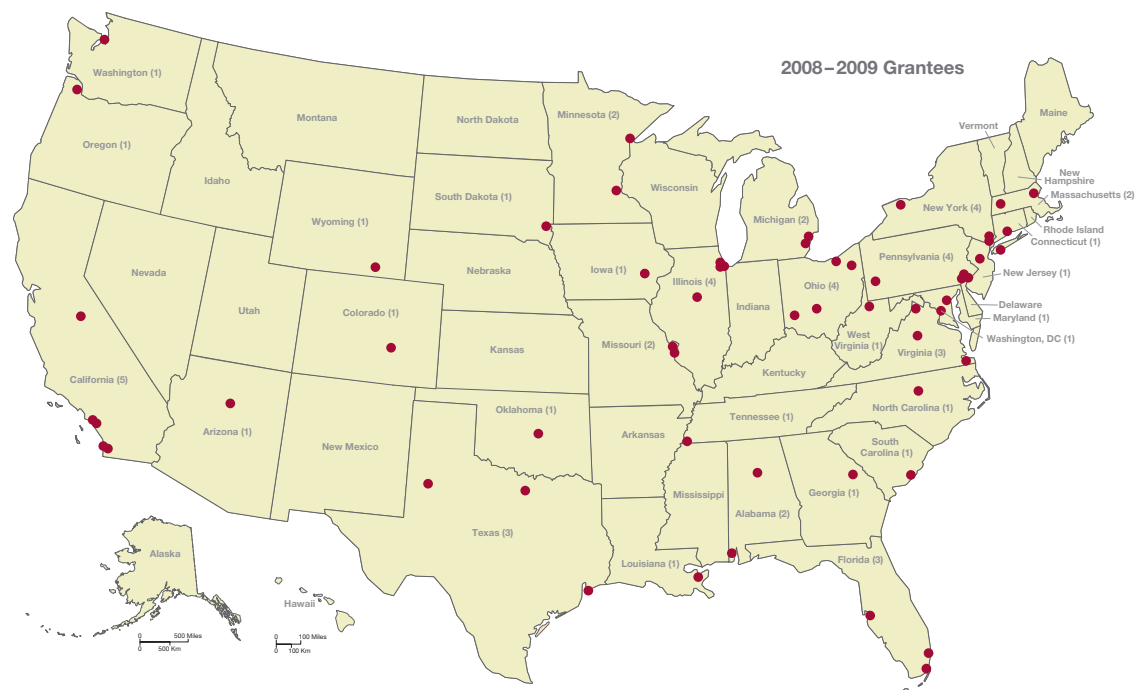 2008–2009 Grantees
Washington (1)
Oregon (1)
Montana
Idaho
Wyoming (1)
North Dakota
South Dakota (1)
Nebraska
Minnesota (2)
Wisconsin
Michigan (2)
Iowa (1)
Illinois (4)
Indiana
Ohio (4)
Nevada
Utah
Colorado (1)
Kansas
Missouri (2)
Kentucky
West
Virginia (1)
Virginia (3)
California (5)
Arizona (1)
New Mexico
Oklahoma (1)
Arkansas
Tennessee (1)
North Carolina (1)
South
Carolina (1)
Texas (3)
Louisiana (1)
Mississippi
Alabama (2)
Georgia (1)
Florida (3)
Vermont
Maine
New
Hampshire
Massachusetts (2)
New York (4)
Rhode Island
Connecticut (1)
Pennsylvania (4)
New Jersey (1)
Delaware
Maryland (1)
Washington, DC (1)
Alaska
0 500 Miles
0 500 Km
Hawaii
0 100 Miles
0 100 Km